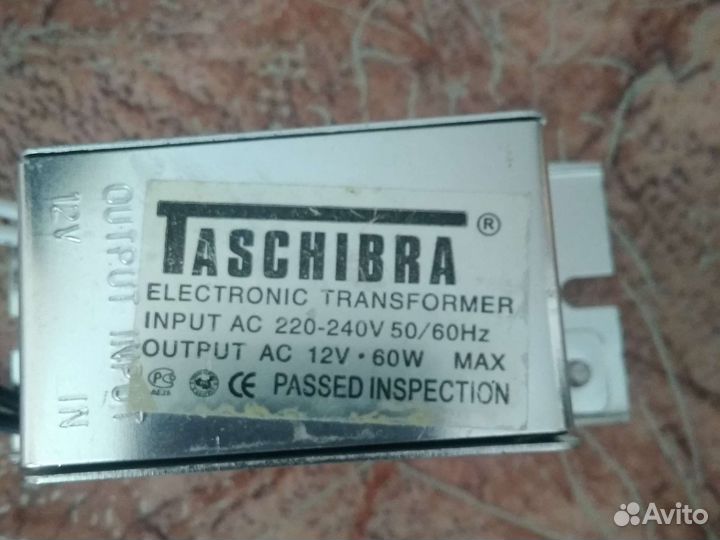 TASCHIBRA ®
ELECTRONIC TRANSFORMER
INPUT AC 220-240V 50/60Hz
OUTPUT AC 12V·60W MAX
PC CE PASSED INSPECTION
OUTPUT INPUT
12V IN
Avito